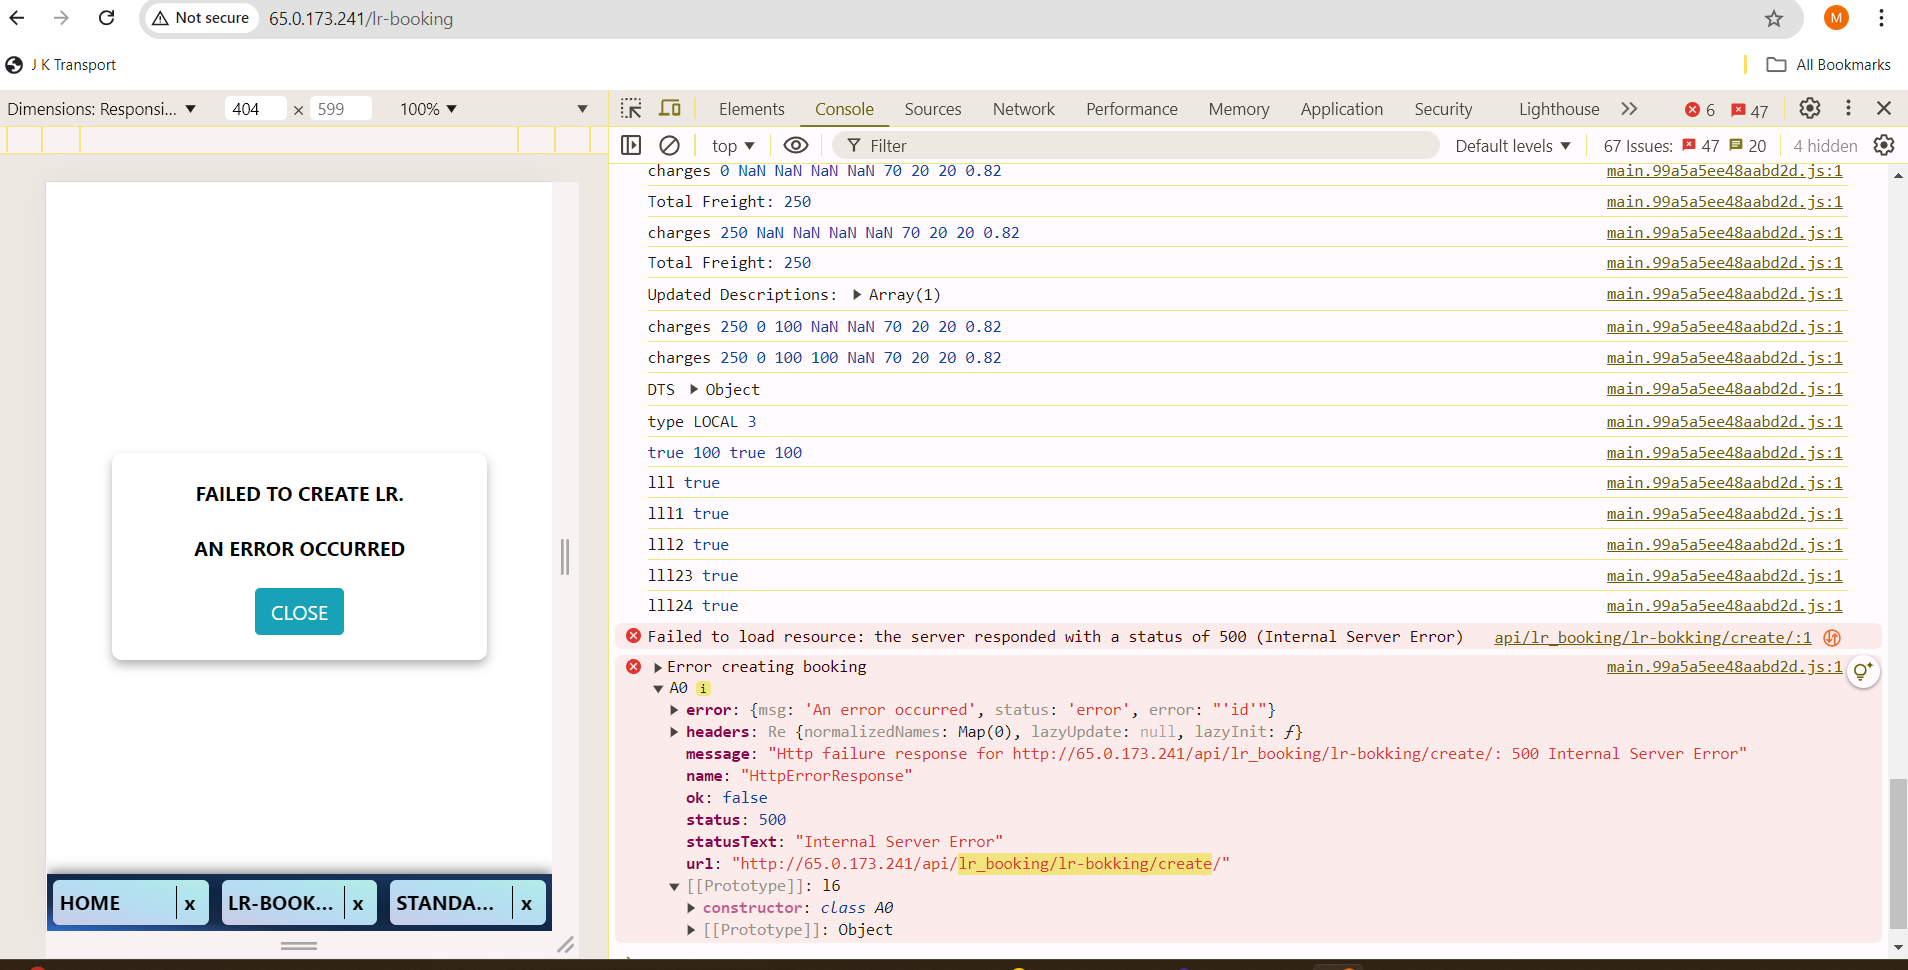 Not secure
65.0.173.241/lr-booking
M
J K Transport
All Bookmarks
Dimensions: Responsi... ▼ 404 × 599 100% ▼
Elements Console Sources Network Performance Memory Application Security Lighthouse 6 47
top ▼ Filter Default levels ▼ 67 Issues: 47 20 4 hidden
charges 0 NaN NaN NaN NaN 70 20 20 0.82 main.99a5a5ee48aabd2d.js:1
Total Freight: 250 main.99a5a5ee48aabd2d.js:1
charges 250 NaN NaN NaN NaN 70 20 20 0.82 main.99a5a5ee48aabd2d.js:1
Total Freight: 250 main.99a5a5ee48aabd2d.js:1
Updated Descriptions: ▶ Array(1) main.99a5a5ee48aabd2d.js:1
charges 250 0 100 NaN NaN 70 20 20 0.82 main.99a5a5ee48aabd2d.js:1
charges 250 0 100 100 NaN 70 20 20 0.82 main.99a5a5ee48aabd2d.js:1
DTS ▶ Object main.99a5a5ee48aabd2d.js:1
type LOCAL 3 main.99a5a5ee48aabd2d.js:1
true 100 true 100 main.99a5a5ee48aabd2d.js:1
lll true main.99a5a5ee48aabd2d.js:1
lll1 true main.99a5a5ee48aabd2d.js:1
lll2 true main.99a5a5ee48aabd2d.js:1
lll23 true main.99a5a5ee48aabd2d.js:1
lll24 true main.99a5a5ee48aabd2d.js:1
Failed to load resource: the server responded with a status of 500 (Internal Server Error) api/lr_booking/lr-bokking/create/:1
▶ Error creating booking main.99a5a5ee48aabd2d.js:1
▼ A0 i
▶ error: {msg: 'An error occurred', status: 'error', error: "'id'"}
▶ headers: Re {normalizedNames: Map(0), lazyUpdate: null, lazyInit: ƒ}
message: "Http failure response for http://65.0.173.241/api/lr_booking/lr-bokking/create/: 500 Internal Server Error"
name: "HttpErrorResponse"
ok: false
status: 500
statusText: "Internal Server Error"
url: "http://65.0.173.241/api/lr_booking/lr-bokking/create/"
▼ [[Prototype]]: l6
▶ constructor: class A0
▶ [[Prototype]]: Object
FAILED TO CREATE LR.
AN ERROR OCCURRED
CLOSE
HOME x LR-BOOK... x STANDA... x